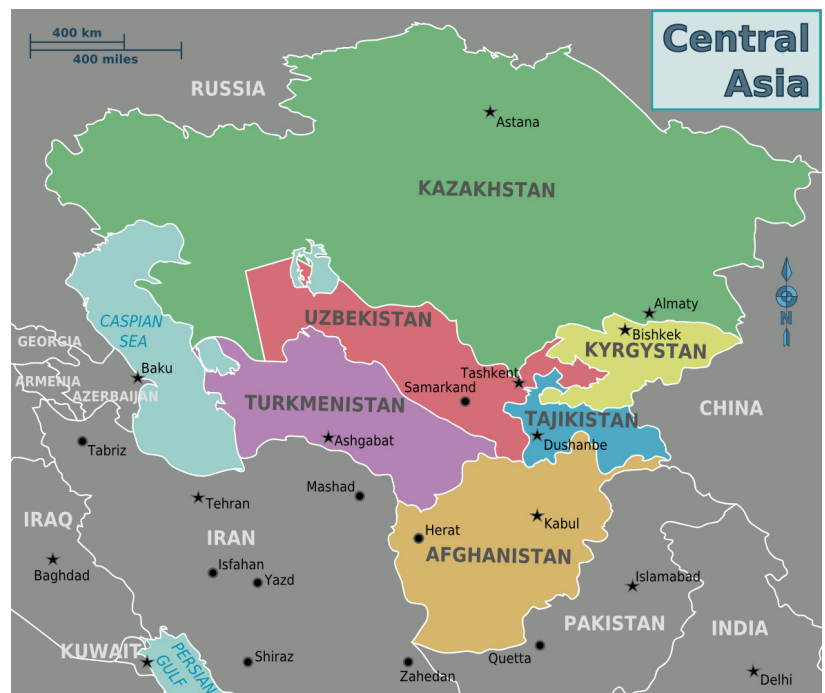 400 km
400 miles
Central
Asia
RUSSIA
Astana
KAZAKHSTAN
CASPIAN
SEA
UZBEKISTAN
Almaty
N
Bishkek
GEORGIA
KYRGYSTAN
Baku
Tashkent
ARMENIA
AZERBAIJAN
Samarkand
TURKMENISTAN
CHINA
TAJIKISTAN
Ashgabat
Dushanbe
Tabriz
Mashad
Tehran
IRAQ
Kabul
Herat
IRAN
AFGHANISTAN
Isfahan
Baghdad
Yazd
Islamabad
PAKISTAN
INDIA
KUWAIT
PERSIAN
GULF
Shiraz
Quetta
Zahedan
Delhi